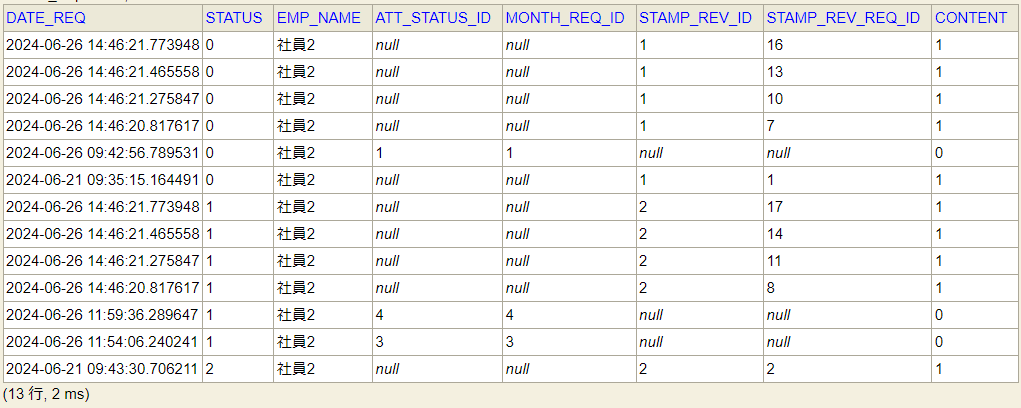 DATE_REQ STATUS EMP_NAME ATT_STATUS_ID MONTH_REQ_ID STAMP_REV_ID STAMP_REV_REQ_ID CONTENT
2024-06-26 14:46:21.773948 0 社員2 null null 1 16 1
2024-06-26 14:46:21.465558 0 社員2 null null 1 13 1
2024-06-26 14:46:21.275847 0 社員2 null null 1 10 1
2024-06-26 14:46:20.817617 0 社員2 null null 1 7 1
2024-06-26 09:42:56.789531 0 社員2 1 1 null null 0
2024-06-21 09:35:15.164491 0 社員2 null null 1 1 1
2024-06-26 14:46:21.773948 1 社員2 null null 2 17 1
2024-06-26 14:46:21.465558 1 社員2 null null 2 14 1
2024-06-26 14:46:21.275847 1 社員2 null null 2 11 1
2024-06-26 14:46:20.817617 1 社員2 null null 2 8 1
2024-06-26 11:59:36.289647 1 社員2 4 4 null null 0
2024-06-26 11:54:06.240241 1 社員2 3 3 null null 0
2024-06-21 09:43:30.706211 2 社員2 null null 2 2 1
(13 行, 2 ms)